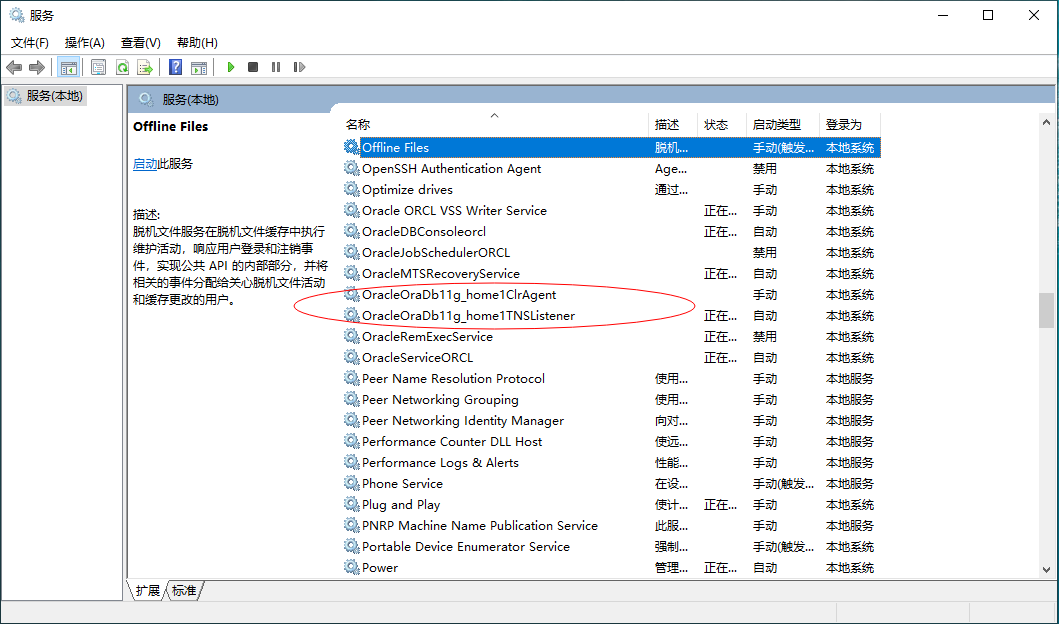 服务
文件(F) 操作(A) 查看(V) 帮助(H)
服务(本地)
服务(本地)
Offline Files
启动此服务
描述:
脱机文件服务在脱机文件缓存中执行
维护活动，响应用户登录和注销事
件，实现公共 API 的内部部分，并将
相关的事件分配给关心脱机文件活动
和缓存更改的用户。
名称 描述 状态 启动类型 登录为
Offline Files 脱机... 手动(触发... 本地系统
OpenSSH Authentication Agent Age... 禁用 本地系统
Optimize drives 通过... 手动 本地系统
Oracle ORCL VSS Writer Service 正在... 手动 本地系统
OracleDBConsoleorcl 正在... 自动 本地系统
OracleJobSchedulerORCL 禁用 本地系统
OracleMTSRecoveryService 正在... 自动 本地系统
OracleOraDb11g_home1ClrAgent 手动 本地系统
OracleOraDb11g_home1TNSListener 正在... 自动 本地系统
OracleRemExecService 正在... 禁用 本地系统
OracleServiceORCL 正在... 自动 本地系统
Peer Name Resolution Protocol 使用... 手动 本地服务
Peer Networking Grouping 使用... 手动 本地服务
Peer Networking Identity Manager 向对... 手动 本地服务
Performance Counter DLL Host 使远... 手动 本地服务
Performance Logs & Alerts 性能... 手动 本地服务
Phone Service 在设... 手动(触发... 本地服务
Plug and Play 使计... 正在... 手动 本地系统
PNRP Machine Name Publication Service 此服... 手动 本地服务
Portable Device Enumerator Service 强制... 手动(触发... 本地系统
Power 管理... 正在... 自动 本地系统
扩展 标准